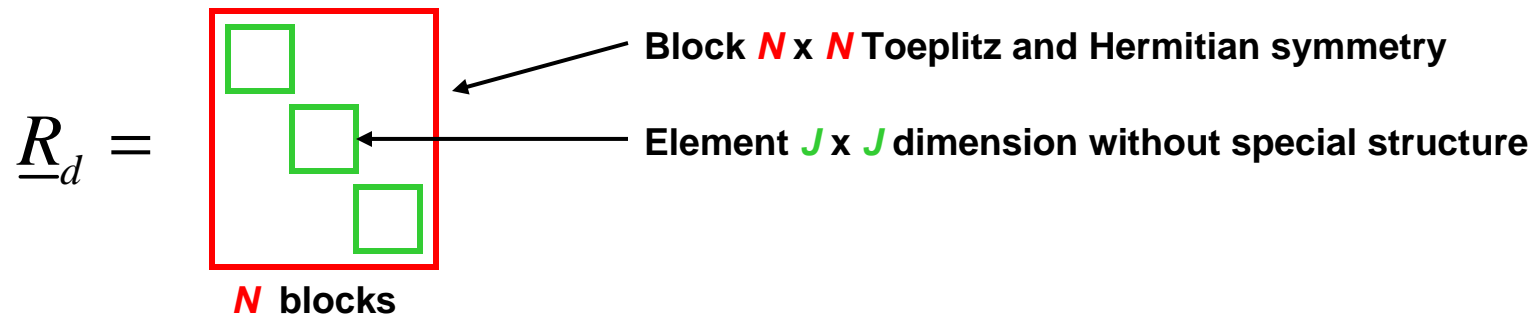 Block N x N Toeplitz and Hermitian symmetry
R_d =
Element J x J dimension without special structure
N blocks